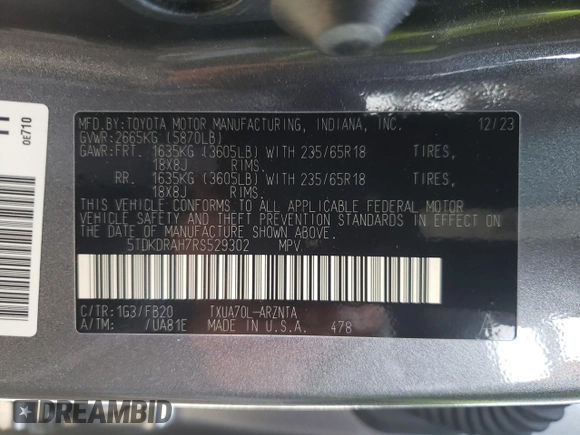 MFD.BY:TOYOTA MOTOR MANUFACTURING, INDIANA, INC. 12/23
GVWR:2665KG (5870LB)
GAWR:FRT. 1635KG (3605LB) WITH 235/65R18 TIRES,
18X8J RIMS.
RR. 1635KG (3605LB) WITH 235/65R18 TIRES,
18X8J RIMS.
THIS VEHICLE CONFORMS TO ALL APPLICABLE FEDERAL MOTOR
VEHICLE SAFETY AND THEFT PREVENTION STANDARDS IN EFFECT ON
THE DATE OF MANUFACTURE SHOWN ABOVE.
5TDKDRAH7RS529302 MPV
C/TR:1G3/FB20 TXUA70L-ARZNTA
A/TM: /UA81E MADE IN U.S.A. 478
OE710
DREAMBID